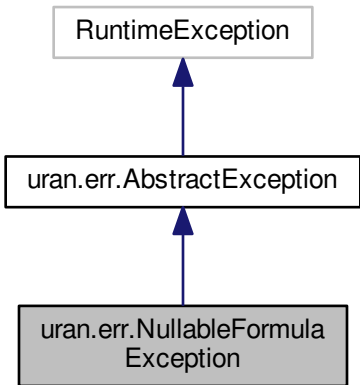 RuntimeException
uran.err.AbstractException
uran.err.NullableFormula
Exception